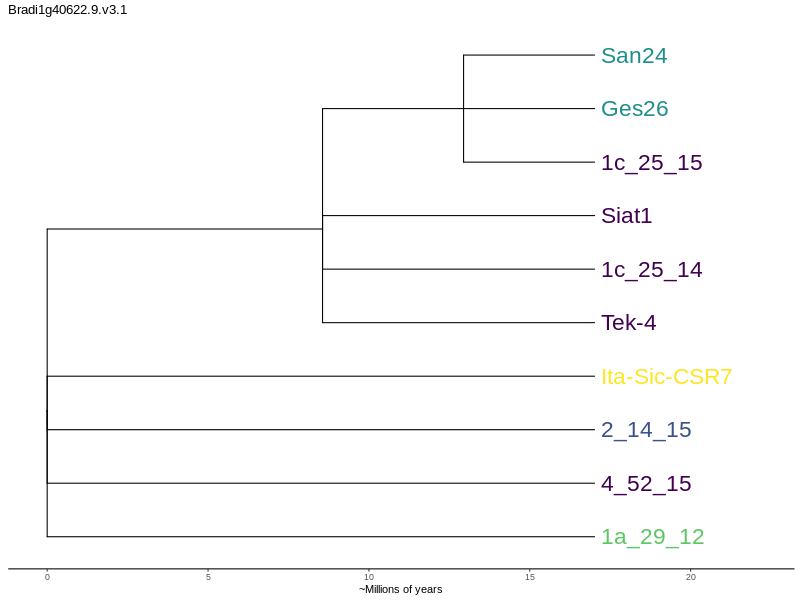 Bradi1g40622.9.v3.1
San24
Ges26
1c_25_15
Siat1
1c_25_14
Tek-4
Ita-Sic-CSR7
2_14_15
4_52_15
1a_29_12
0 5 10 15 20
~Millions of years